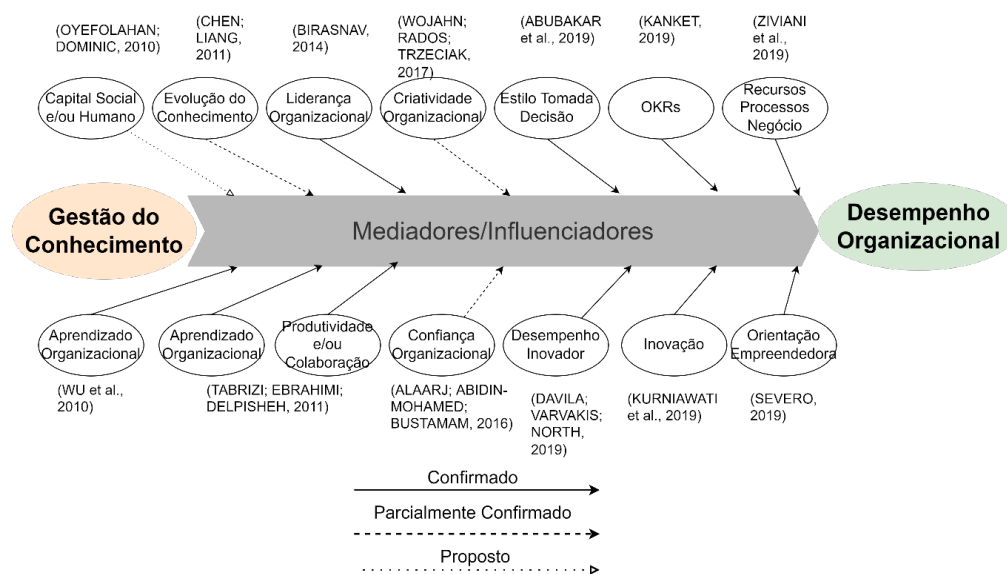 (OYEFOLAHAN;
DOMINIC, 2010)
(CHEN;
LIANG,
2011)
(BIRASNAV,
2014)
(WOJAHN;
RADOS;
TRZECIAK,
2017)
(ABUBAKAR
et al., 2019)
(KANKET,
2019)
(ZIVIANI
et al.,
2019)
Capital Social
e/ou Humano
Evolução do
Conhecimento
Liderança
Organizacional
Criatividade
Organizacional
Estilo Tomada
Decisão
OKRs
Recursos
Processos
Negócio
Gestão do
Conhecimento
Mediadores/Influenciadores
Desempenho
Organizacional
Aprendizado
Organizacional
Aprendizado
Organizacional
Produtividade
e/ou
Colaboração
Confiança
Organizacional
Desempenho
Inovador
Inovação
Orientação
Empreendedora
(WU et al.,
2010)
(TABRIZI; EBRAHIMI;
DELPISHEH, 2011)
(ALAARJ; ABIDIN-
MOHAMED;
BUSTAMAM, 2016)
(DAVILA;
VARVAKIS;
NORTH,
2019)
(KURNIAWATI
et al., 2019)
(SEVERO,
2019)
Confirmado
Parcialmente Confirmado
Proposto